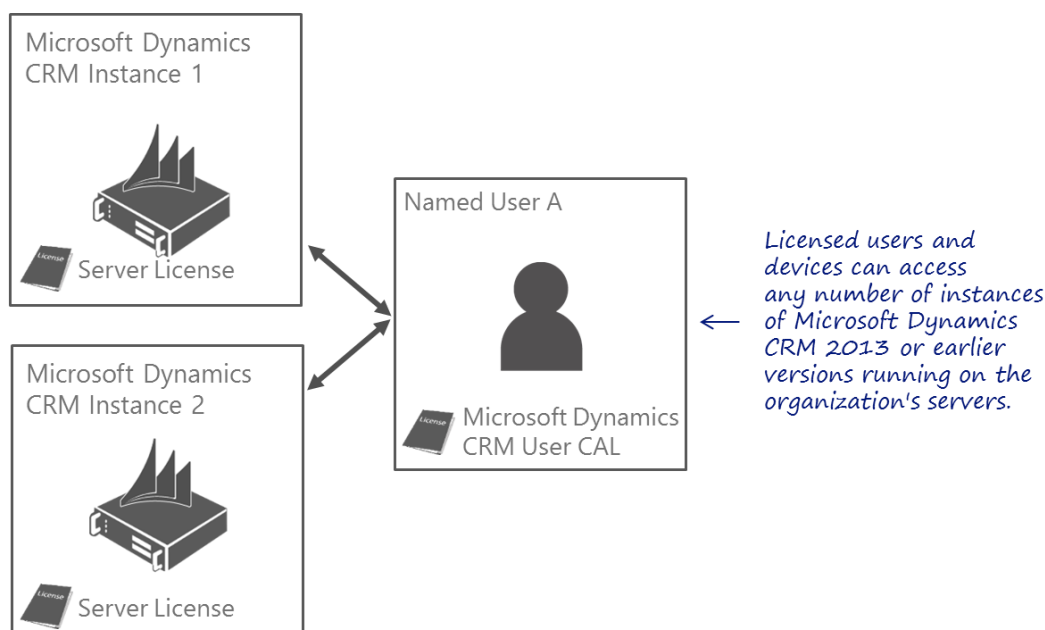 Microsoft Dynamics
CRM Instance 1
License
Server License
Named User A
License
Microsoft Dynamics
CRM User CAL
Licensed users and
devices can access
any number of instances
of Microsoft Dynamics
CRM 2013 or earlier
versions running on the
organization's servers.
Microsoft Dynamics
CRM Instance 2
License
Server License